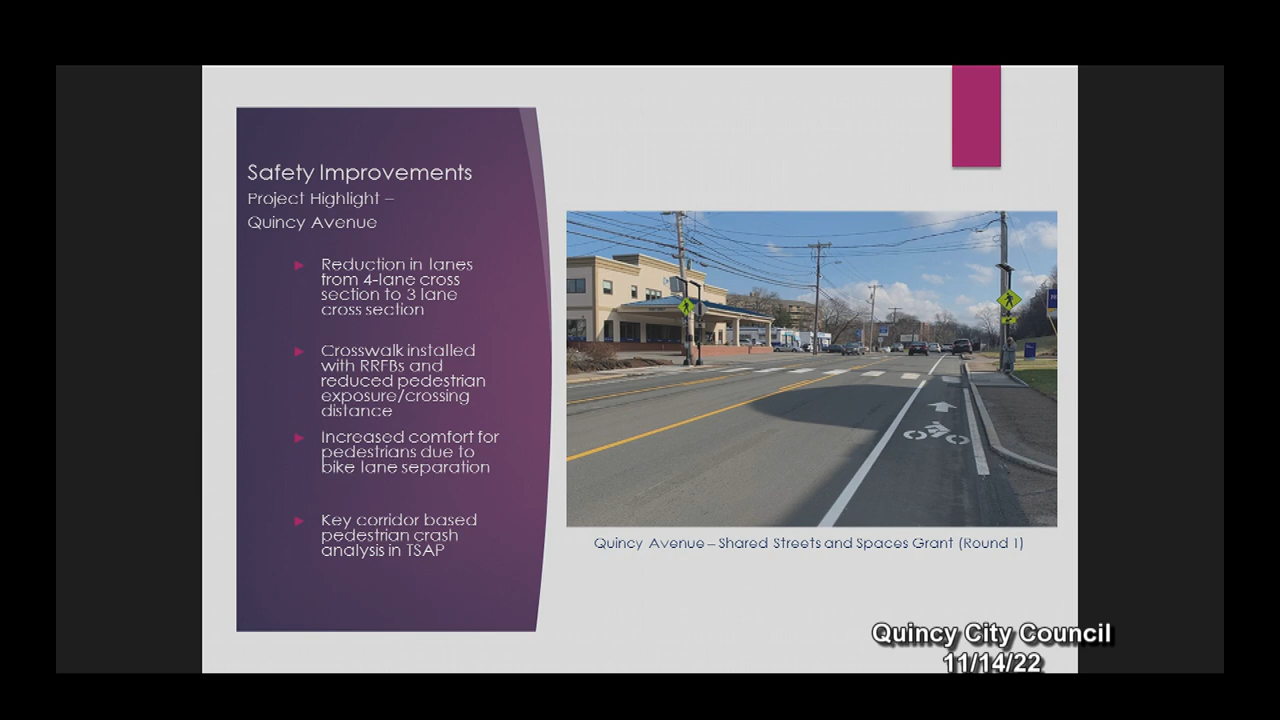 Safety Improvements
Project Highlight –
Quincy Avenue
Reduction in lanes
from 4-lane cross
section to 3 lane
cross section
Crosswalk installed
with RRFBs and
reduced pedestrian
exposure/crossing
distance
Increased comfort for
pedestrians due to
bike lane separation
Key corridor based
pedestrian crash
analysis in TSAP
Quincy Avenue – Shared Streets and Spaces Grant (Round 1)
Quincy City Council
11/14/22